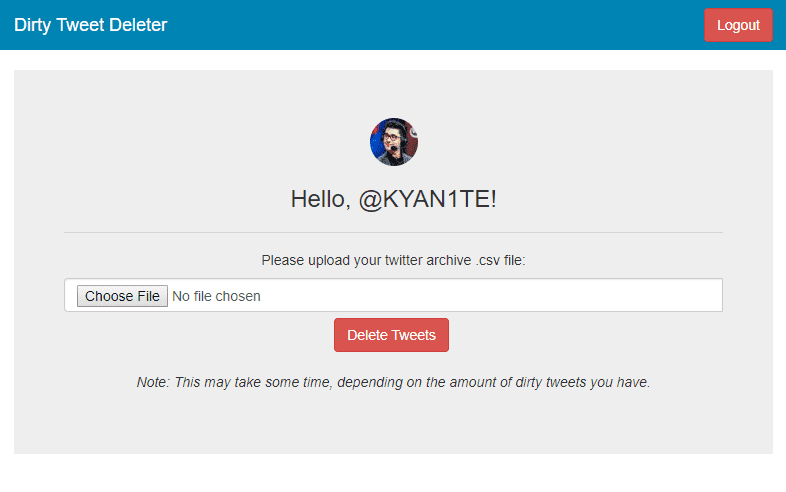 Dirty Tweet Deleter
Logout
Hello, @KYAN1TE!
Please upload your twitter archive .csv file:
Choose File No file chosen
Delete Tweets
Note: This may take some time, depending on the amount of dirty tweets you have.